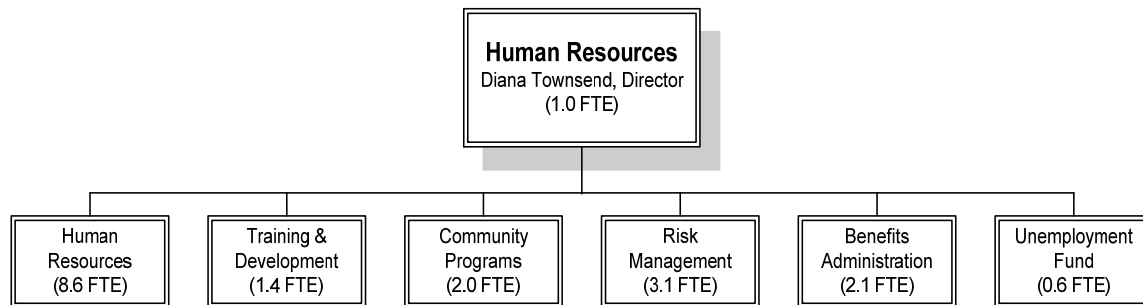 Human Resources
Diana Townsend, Director
(1.0 FTE)
Human
Resources
(8.6 FTE)
Training &
Development
(1.4 FTE)
Community
Programs
(2.0 FTE)
Risk
Management
(3.1 FTE)
Benefits
Administration
(2.1 FTE)
Unemployment
Fund
(0.6 FTE)